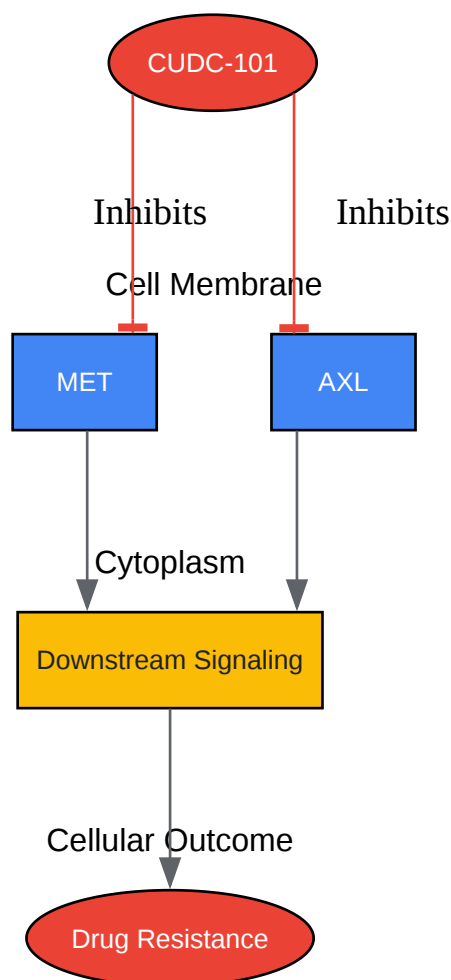 CUDC-101
Inhibits
Inhibits
Cell Membrane
MET
AXL
Cytoplasm
Downstream Signaling
Cellular Outcome
Drug Resistance